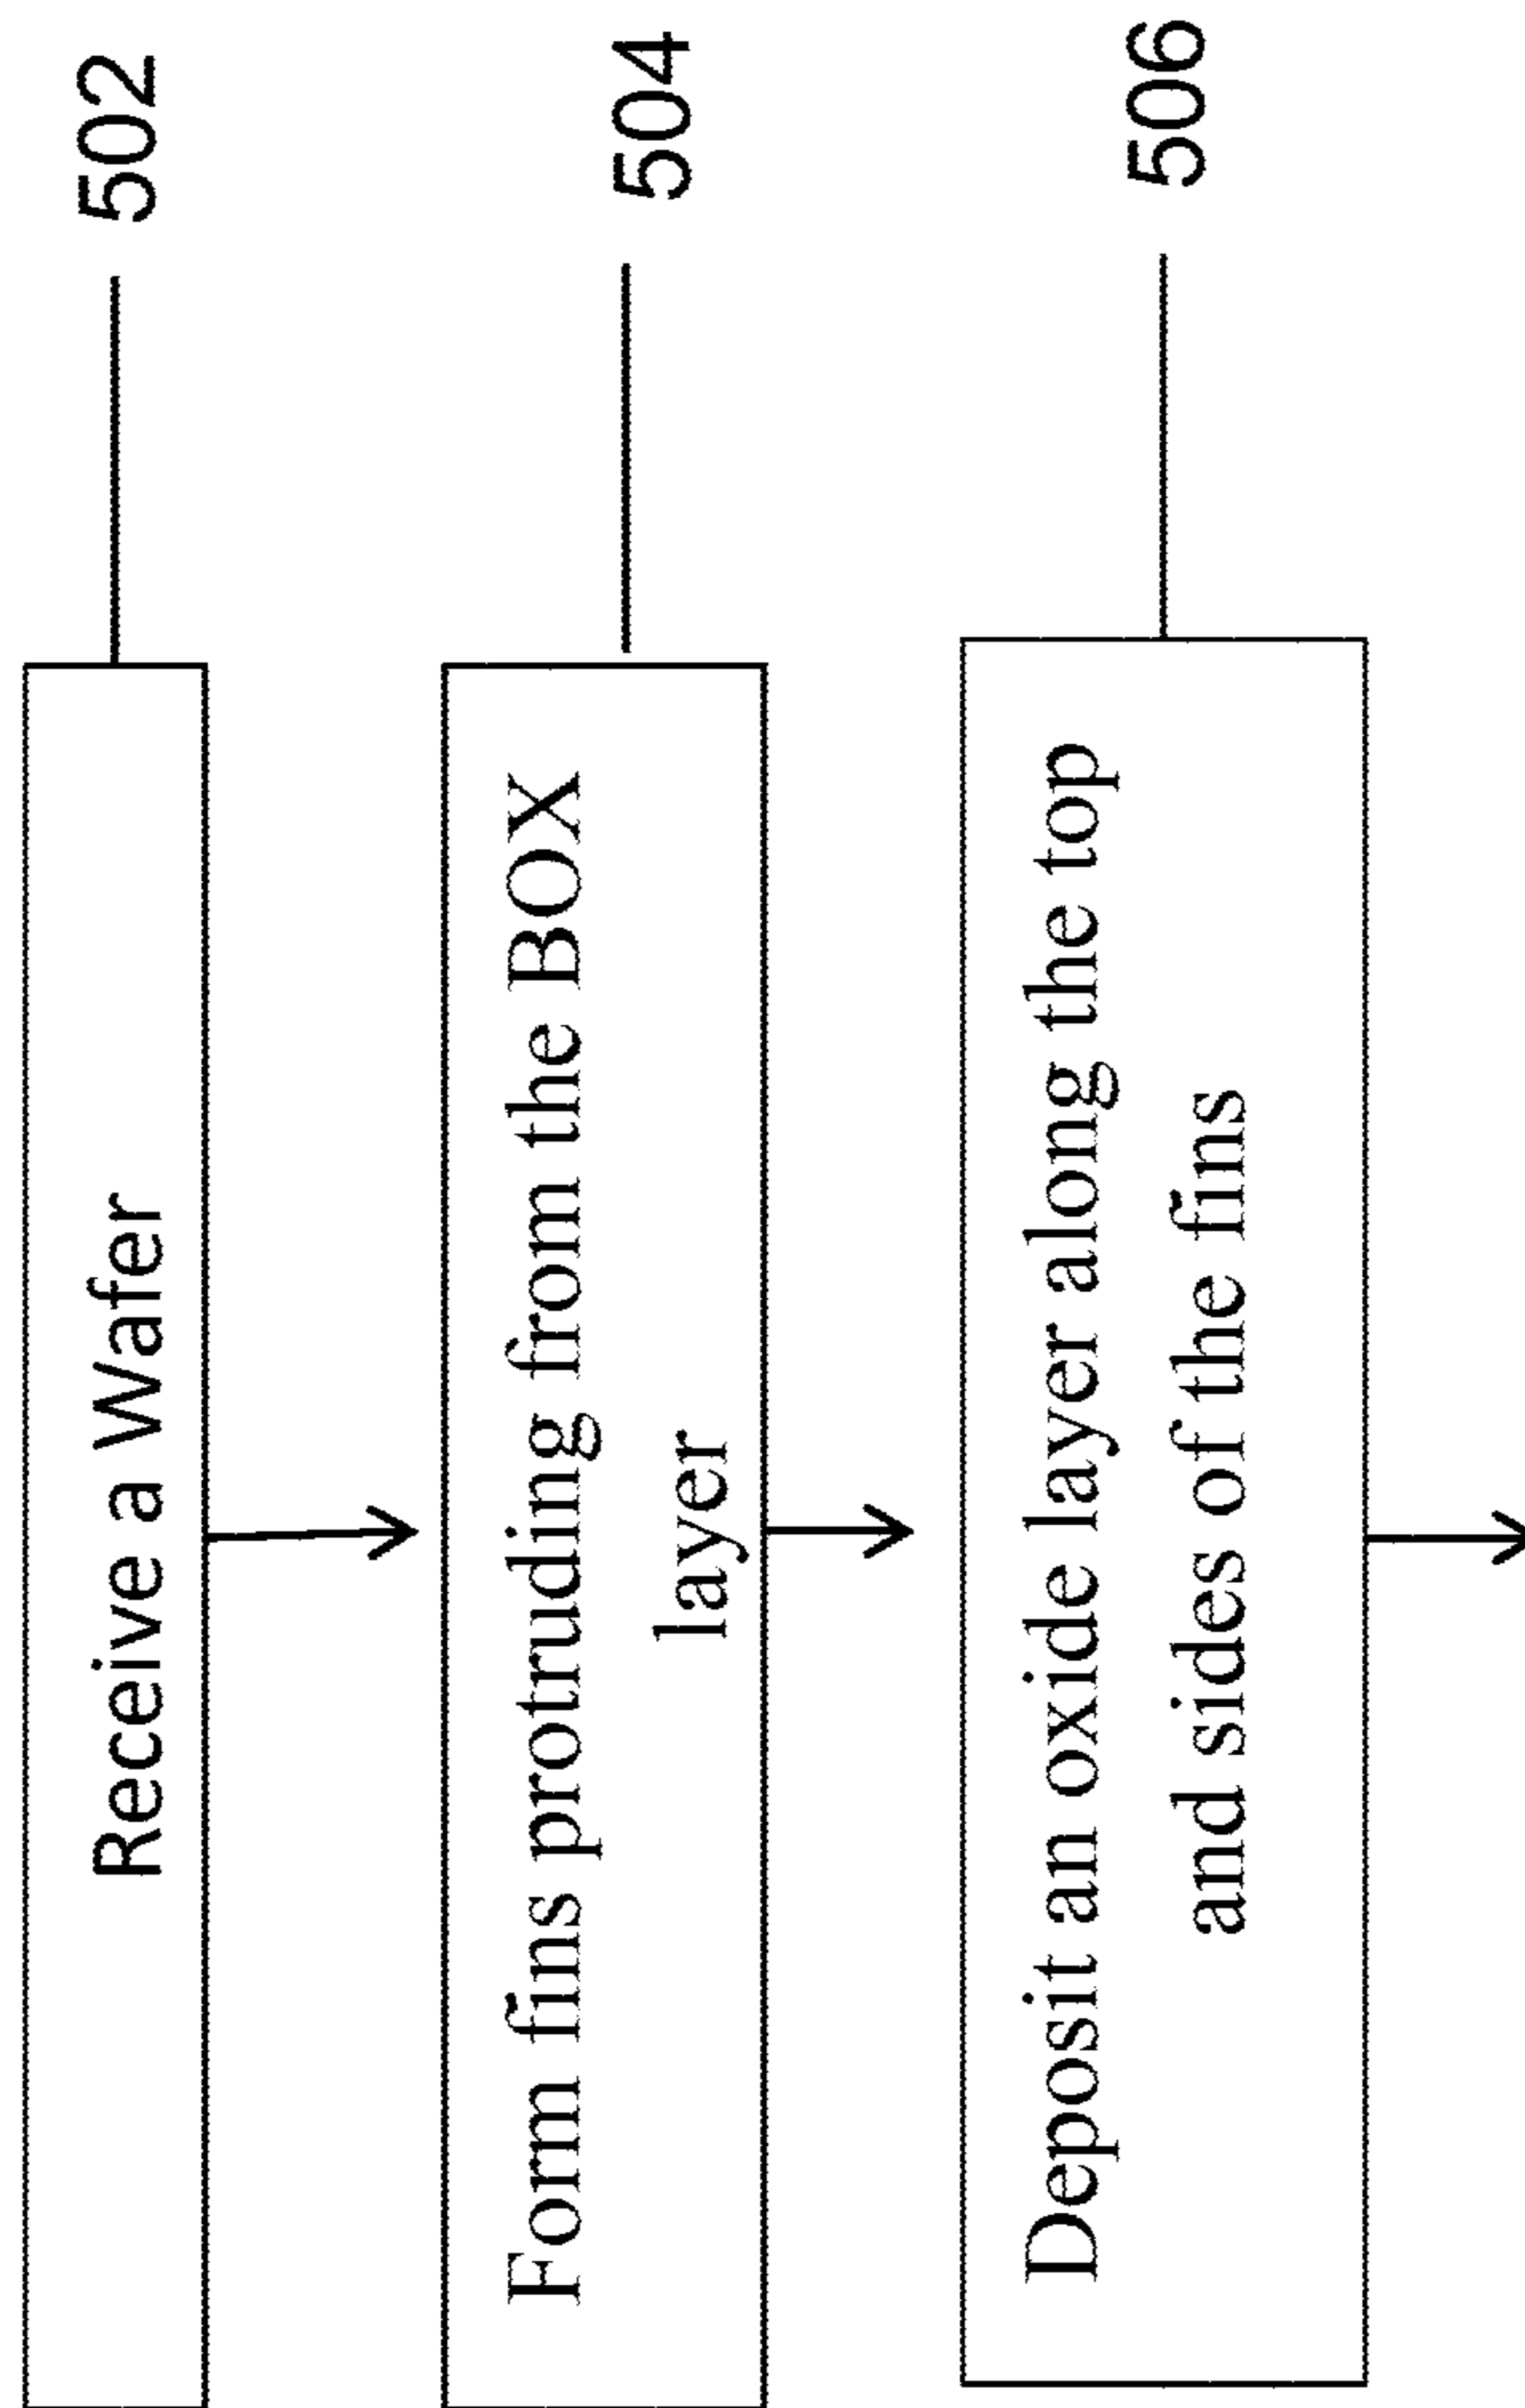 Receive a Wafer
502
Form fins protruding from the BOX
layer
504
Deposit an oxide layer along the top
and sides of the fins
506